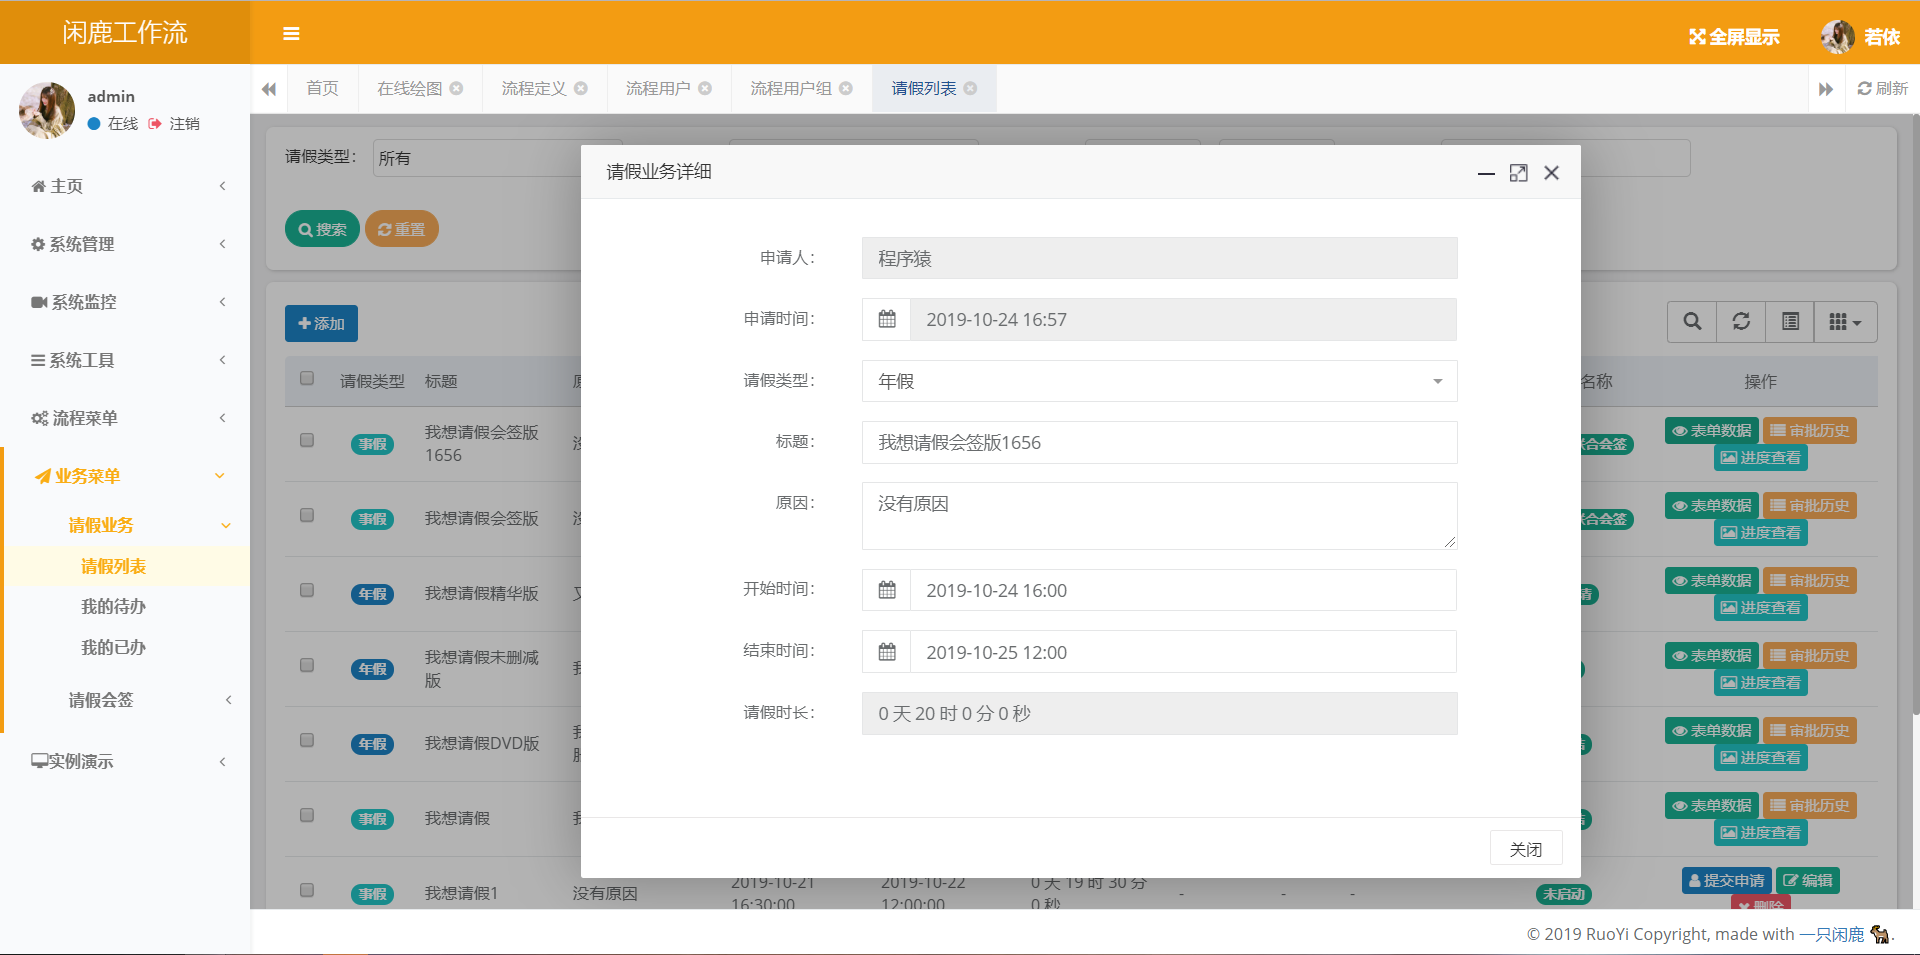 闲鹿工作流
全屏显示
若依
admin
在线 注销
主页
系统管理
系统监控
系统工具
流程菜单
业务菜单
请假业务
请假列表
我的待办
我的已办
请假会签
实例演示
首页 在线绘图 流程定义 流程用户 流程用户组 请假列表 刷新
请假类型： 所有
搜索 重置
添加
请假类型 标题 名称 操作
事假 我想请假会签版1656 合会签 表单数据 审批历史
进度查看
事假 我想请假会签版 合会签 表单数据 审批历史
进度查看
年假 我想请假精华版 表单数据 审批历史
进度查看
年假 我想请假未删减版 表单数据 审批历史
进度查看
年假 我想请假DVD版 表单数据 审批历史
进度查看
事假 我想请假 表单数据 审批历史
进度查看
事假 我想请假1 没有原因 2019-10-21 16:30:00 2019-10-22 12:00:00 0 天 19 时 30 分 0 秒 - - - 未启动 提交申请 编辑
删除
请假业务详细
申请人： 程序猿
申请时间： 2019-10-24 16:57
请假类型： 年假
标题： 我想请假会签版1656
原因： 没有原因
开始时间： 2019-10-24 16:00
结束时间： 2019-10-25 12:00
请假时长： 0 天 20 时 0 分 0 秒
关闭
© 2019 RuoYi Copyright, made with 一只闲鹿 .